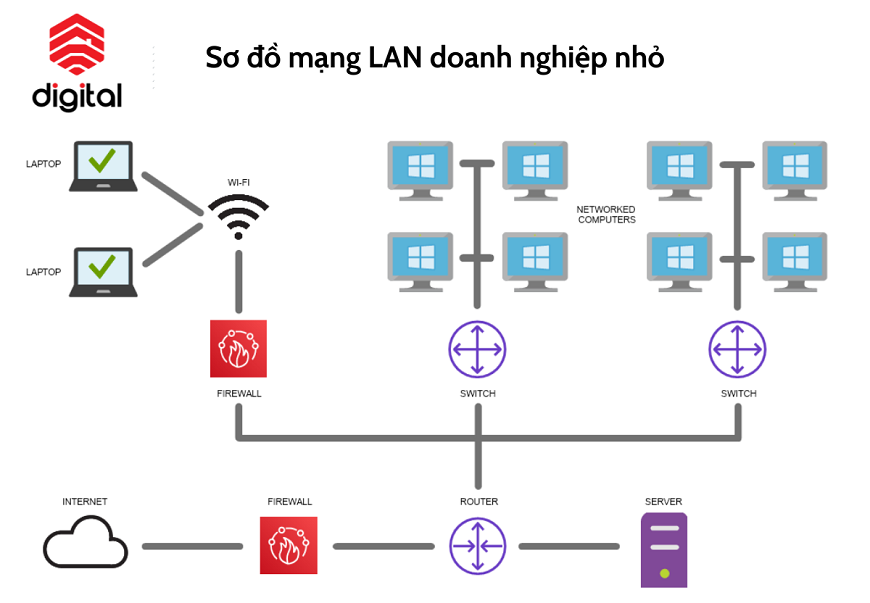 digital
Sơ đồ mạng LAN doanh nghiệp nhỏ
LAPTOP
WI-FI
NETWORKED
COMPUTERS
LAPTOP
FIREWALL
SWITCH
SWITCH
INTERNET
FIREWALL
ROUTER
SERVER